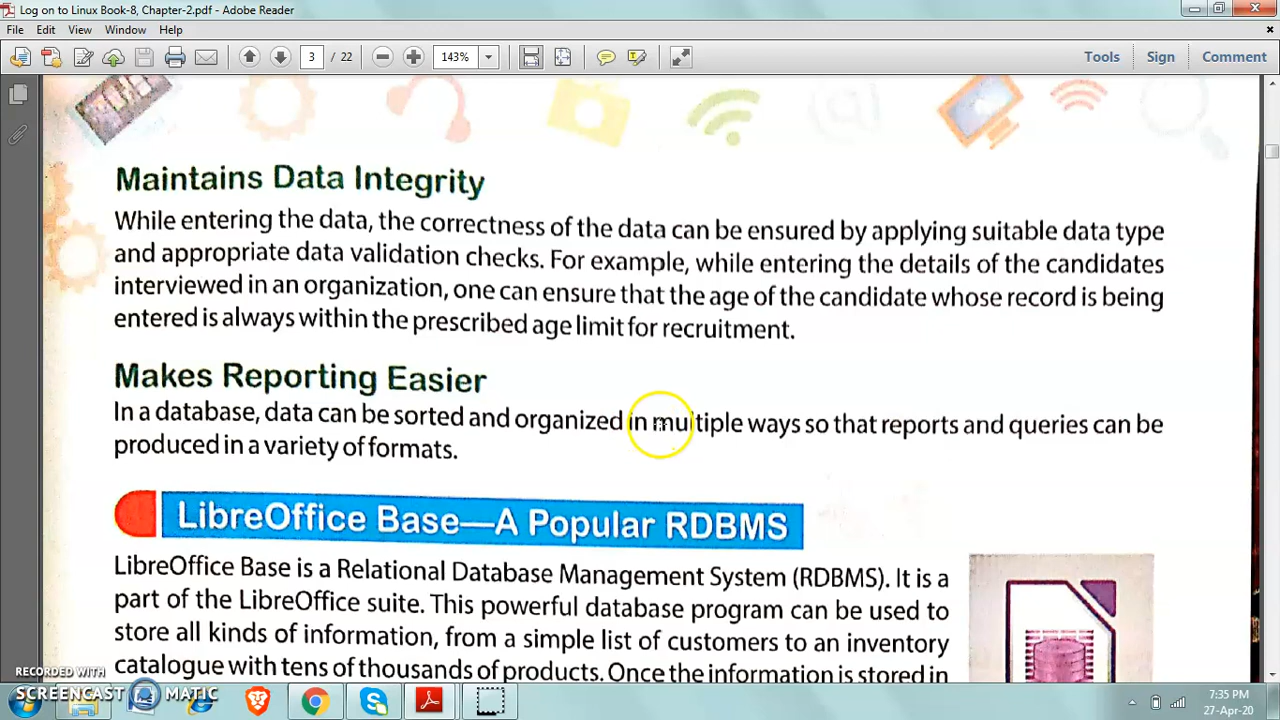 Log on to Linux Book-8, Chapter-2.pdf - Adobe Reader
File Edit View Window Help
3 / 22 143% Tools Sign Comment
Maintains Data Integrity
While entering the data, the correctness of the data can be ensured by applying suitable data type
and appropriate data validation checks. For example, while entering the details of the candidates
interviewed in an organization, one can ensure that the age of the candidate whose record is being
entered is always within the prescribed age limit for recruitment.
Makes Reporting Easier
In a database, data can be sorted and organized in multiple ways so that reports and queries can be
produced in a variety of formats.
LibreOffice Base—A Popular RDBMS
LibreOffice Base is a Relational Database Management System (RDBMS). It is a
part of the LibreOffice suite. This powerful database program can be used to
store all kinds of information, from a simple list of customers to an inventory
catalogue with tens of thousands of products. Once the information is stored in
RECORDED WITH
SCREENCAST MATIC
7:35 PM
27-Apr-20